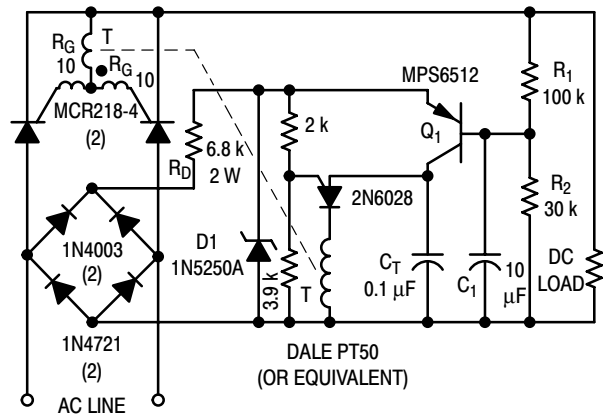 R_G
10
T
R_G 10
MCR218-4
(2)
R_D
6.8 k
2 W
2 k
MPS6512
Q_1
R_1
100 k
2N6028
R_2
30 k
1N4003
(2)
D1
1N5250A
3.9 k
T
C_T
0.1 µF
C_1
10
µF
DC
LOAD
1N4721
(2)
DALE PT50
(OR EQUIVALENT)
AC LINE